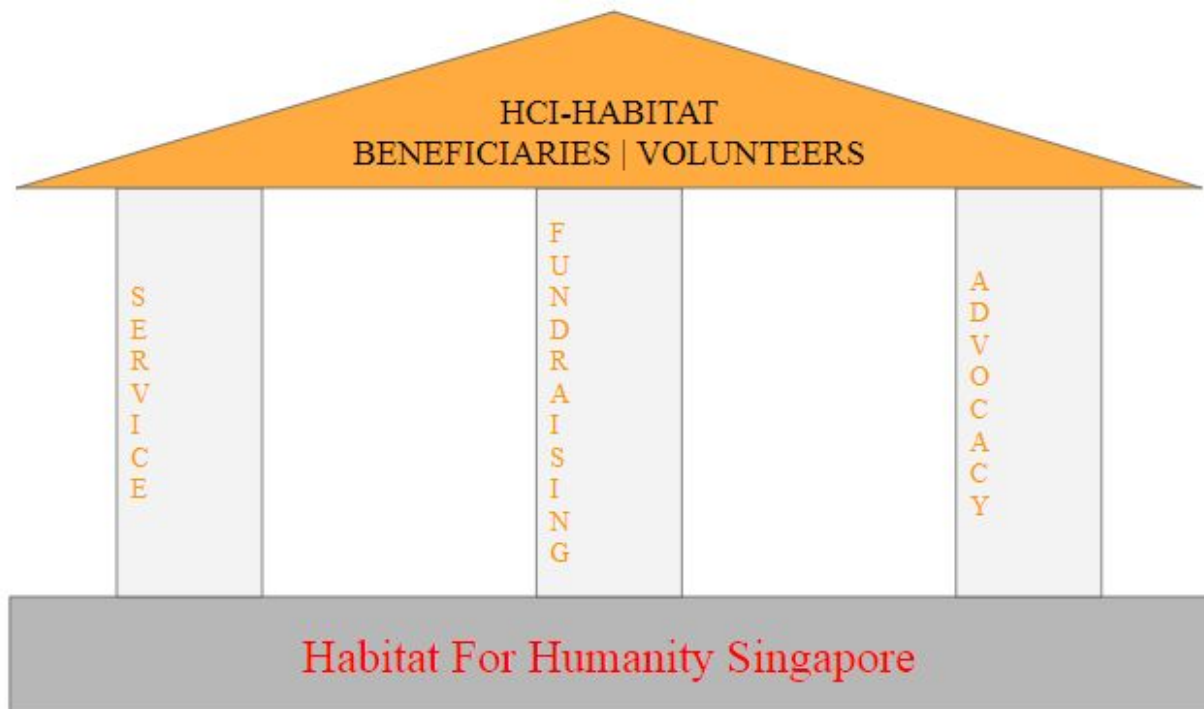 HCI-HABITAT
BENEFICIARIES | VOLUNTEERS
SERVICE
FUNDRAISING
ADVOCACY
Habitat For Humanity Singapore